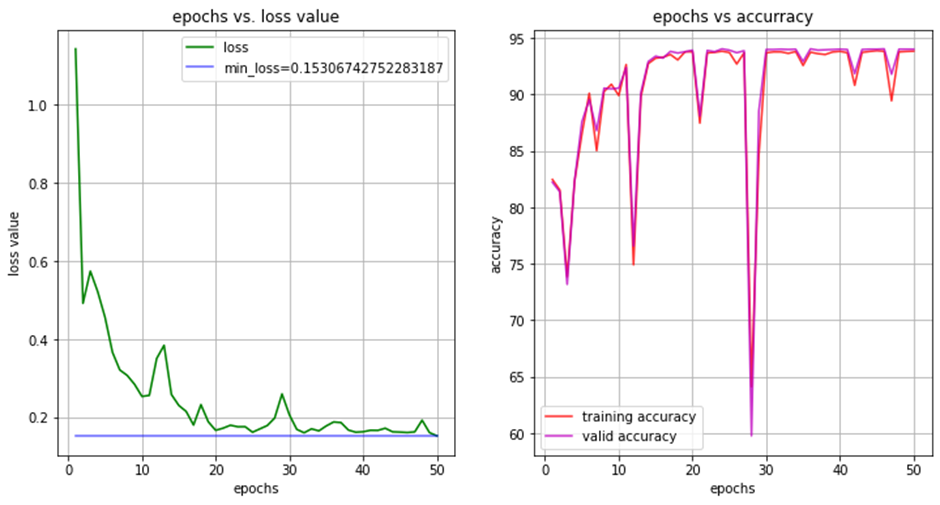 epochs vs. loss value
loss
min_loss=0.15306742752283187
1.0
0.8
0.6
0.4
0.2
loss value
0 10 20 30 40 50
epochs
epochs vs accurracy
95
90
85
80
75
70
65
60
accuracy
training accuracy
valid accuracy
0 10 20 30 40 50
epochs